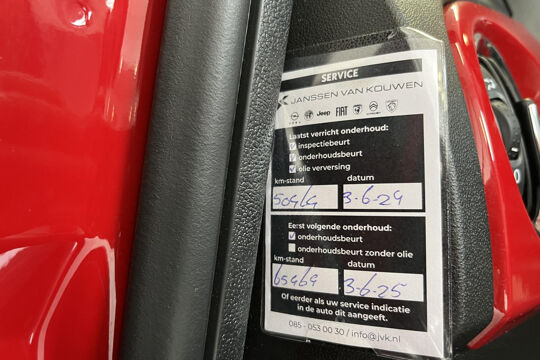 SERVICE
JANSSEN VAN KOUWEN
Jeep FIAT
Laatst verricht onderhoud:
inspectiebeurt
onderhoudsbeurt
olie verversing
km-stand datum
50969 3-6-24
Eerst volgende onderhoud:
onderhoudsbeurt
onderhoudsbeurt zonder olie
km-stand datum
65969 3-6-25
Of eerder als uw service indicatie
in de auto dit aangeeft.
085 - 053 00 30 / info@jvk.nl